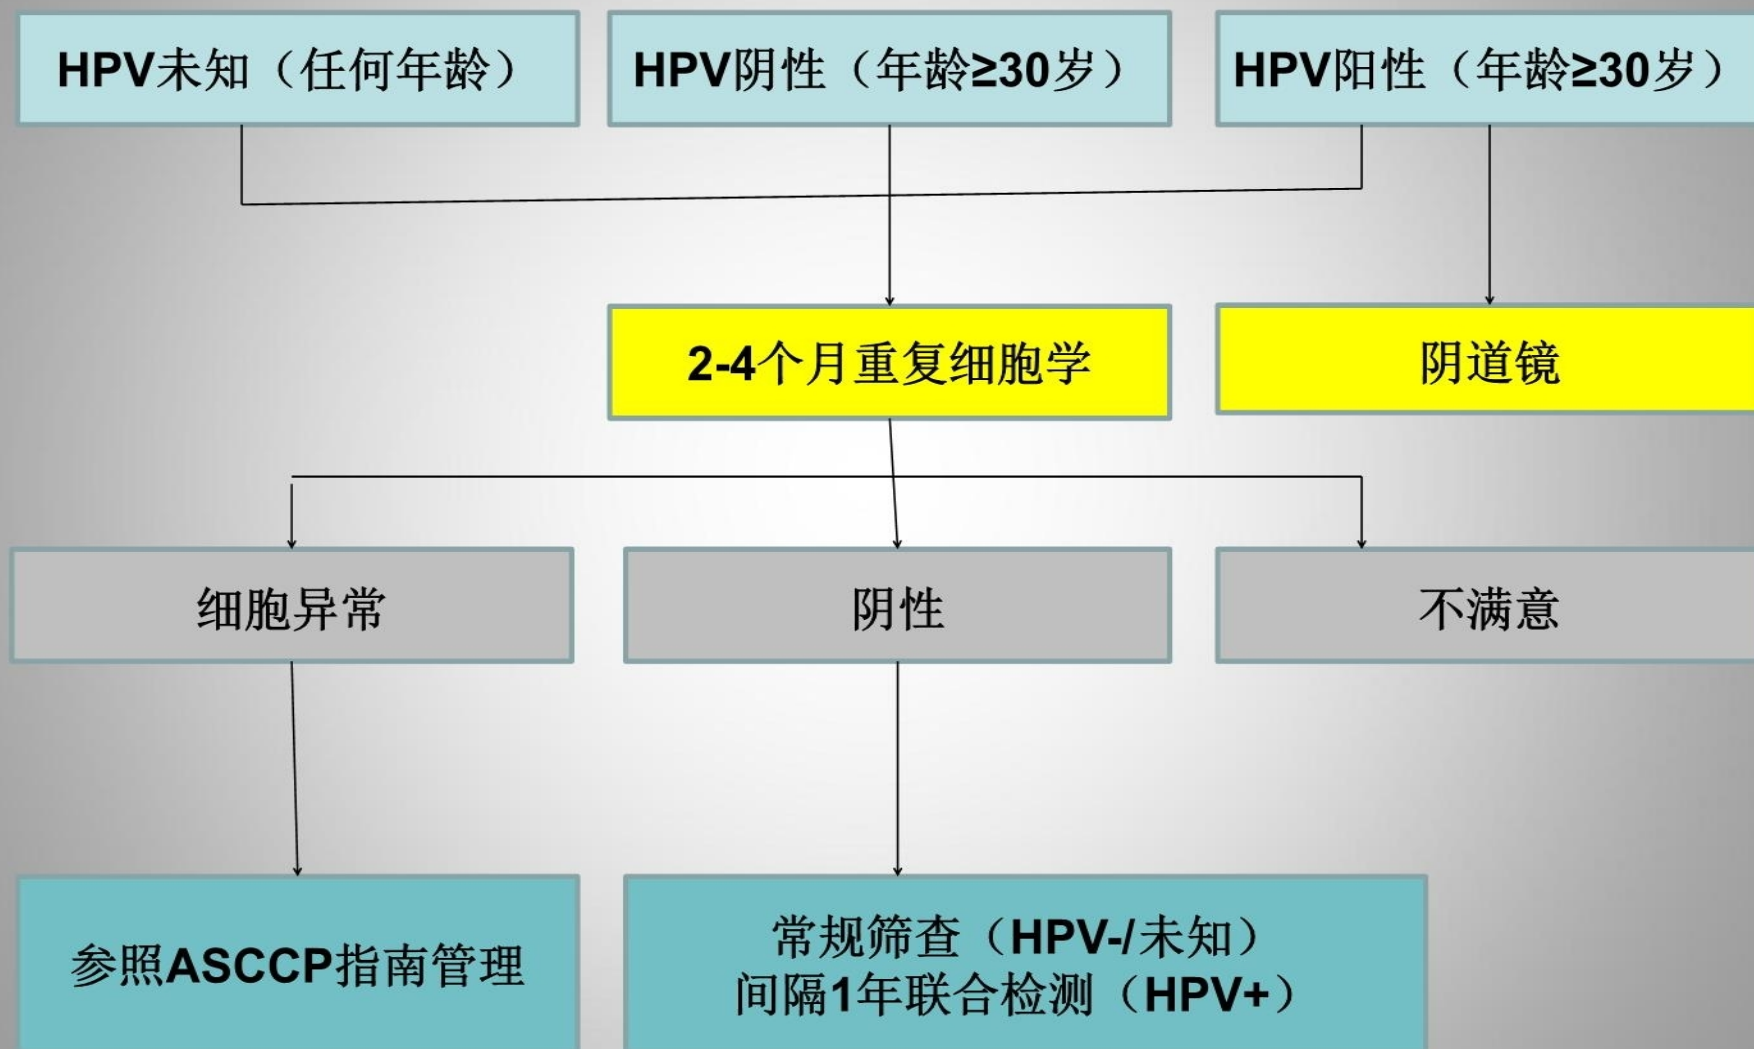 HPV未知（任何年龄）
HPV阴性（年龄≥30岁）
HPV阳性（年龄≥30岁）
2-4个月重复细胞学
阴道镜
细胞异常
阴性
不满意
参照ASCCP指南管理
常规筛查（HPV-/未知）
间隔1年联合检测（HPV+）